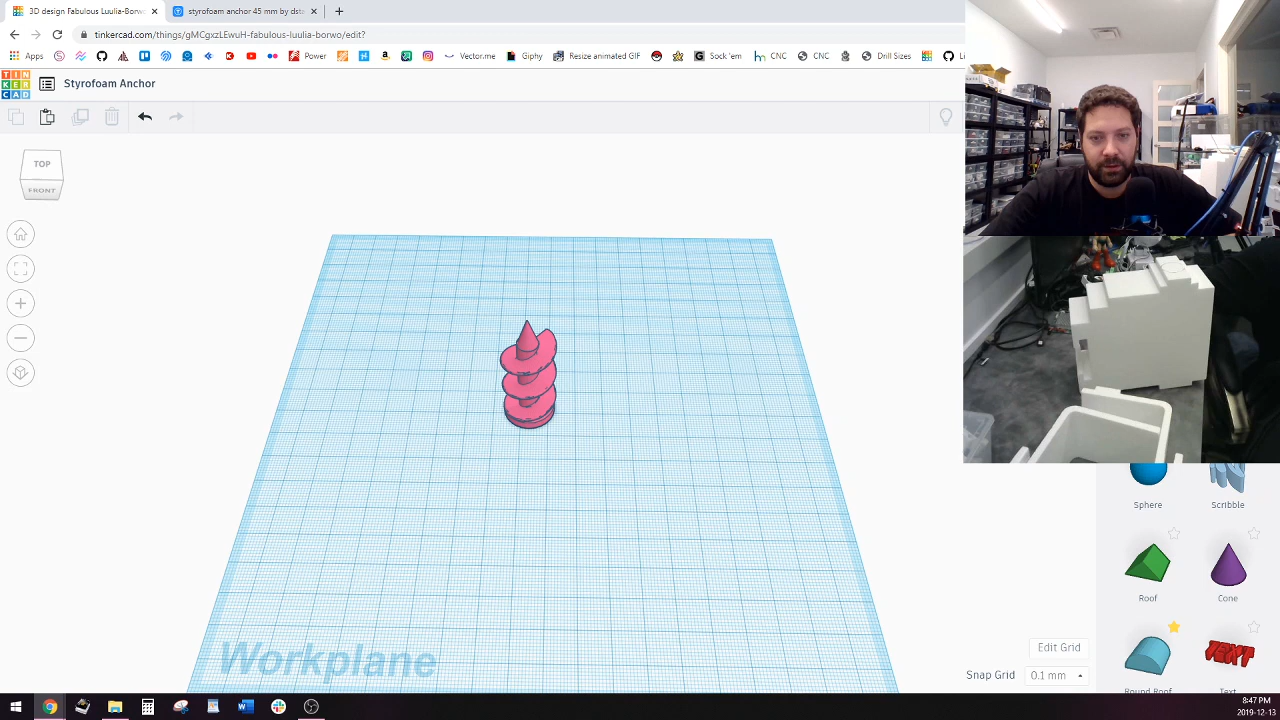 3D design Fabulous Luulia-Borwo
styrofoam anchor 45 mm by dst
tinkercad.com/things/gMCgxzLEwuH-fabulous-luulia-borwo/edit?
Apps
Power
Vector.me
Giphy
Resize animated GIF
Sock 'em
CNC
CNC
Drill Sizes
TIN
KER
CAD
Styrofoam Anchor
TOP
FRONT
Workplane
Sphere
Scribble
Roof
Cone
TEXT
Round Roof
Text
Edit Grid
Snap Grid
0.1 mm
8:47 PM
2019-12-13